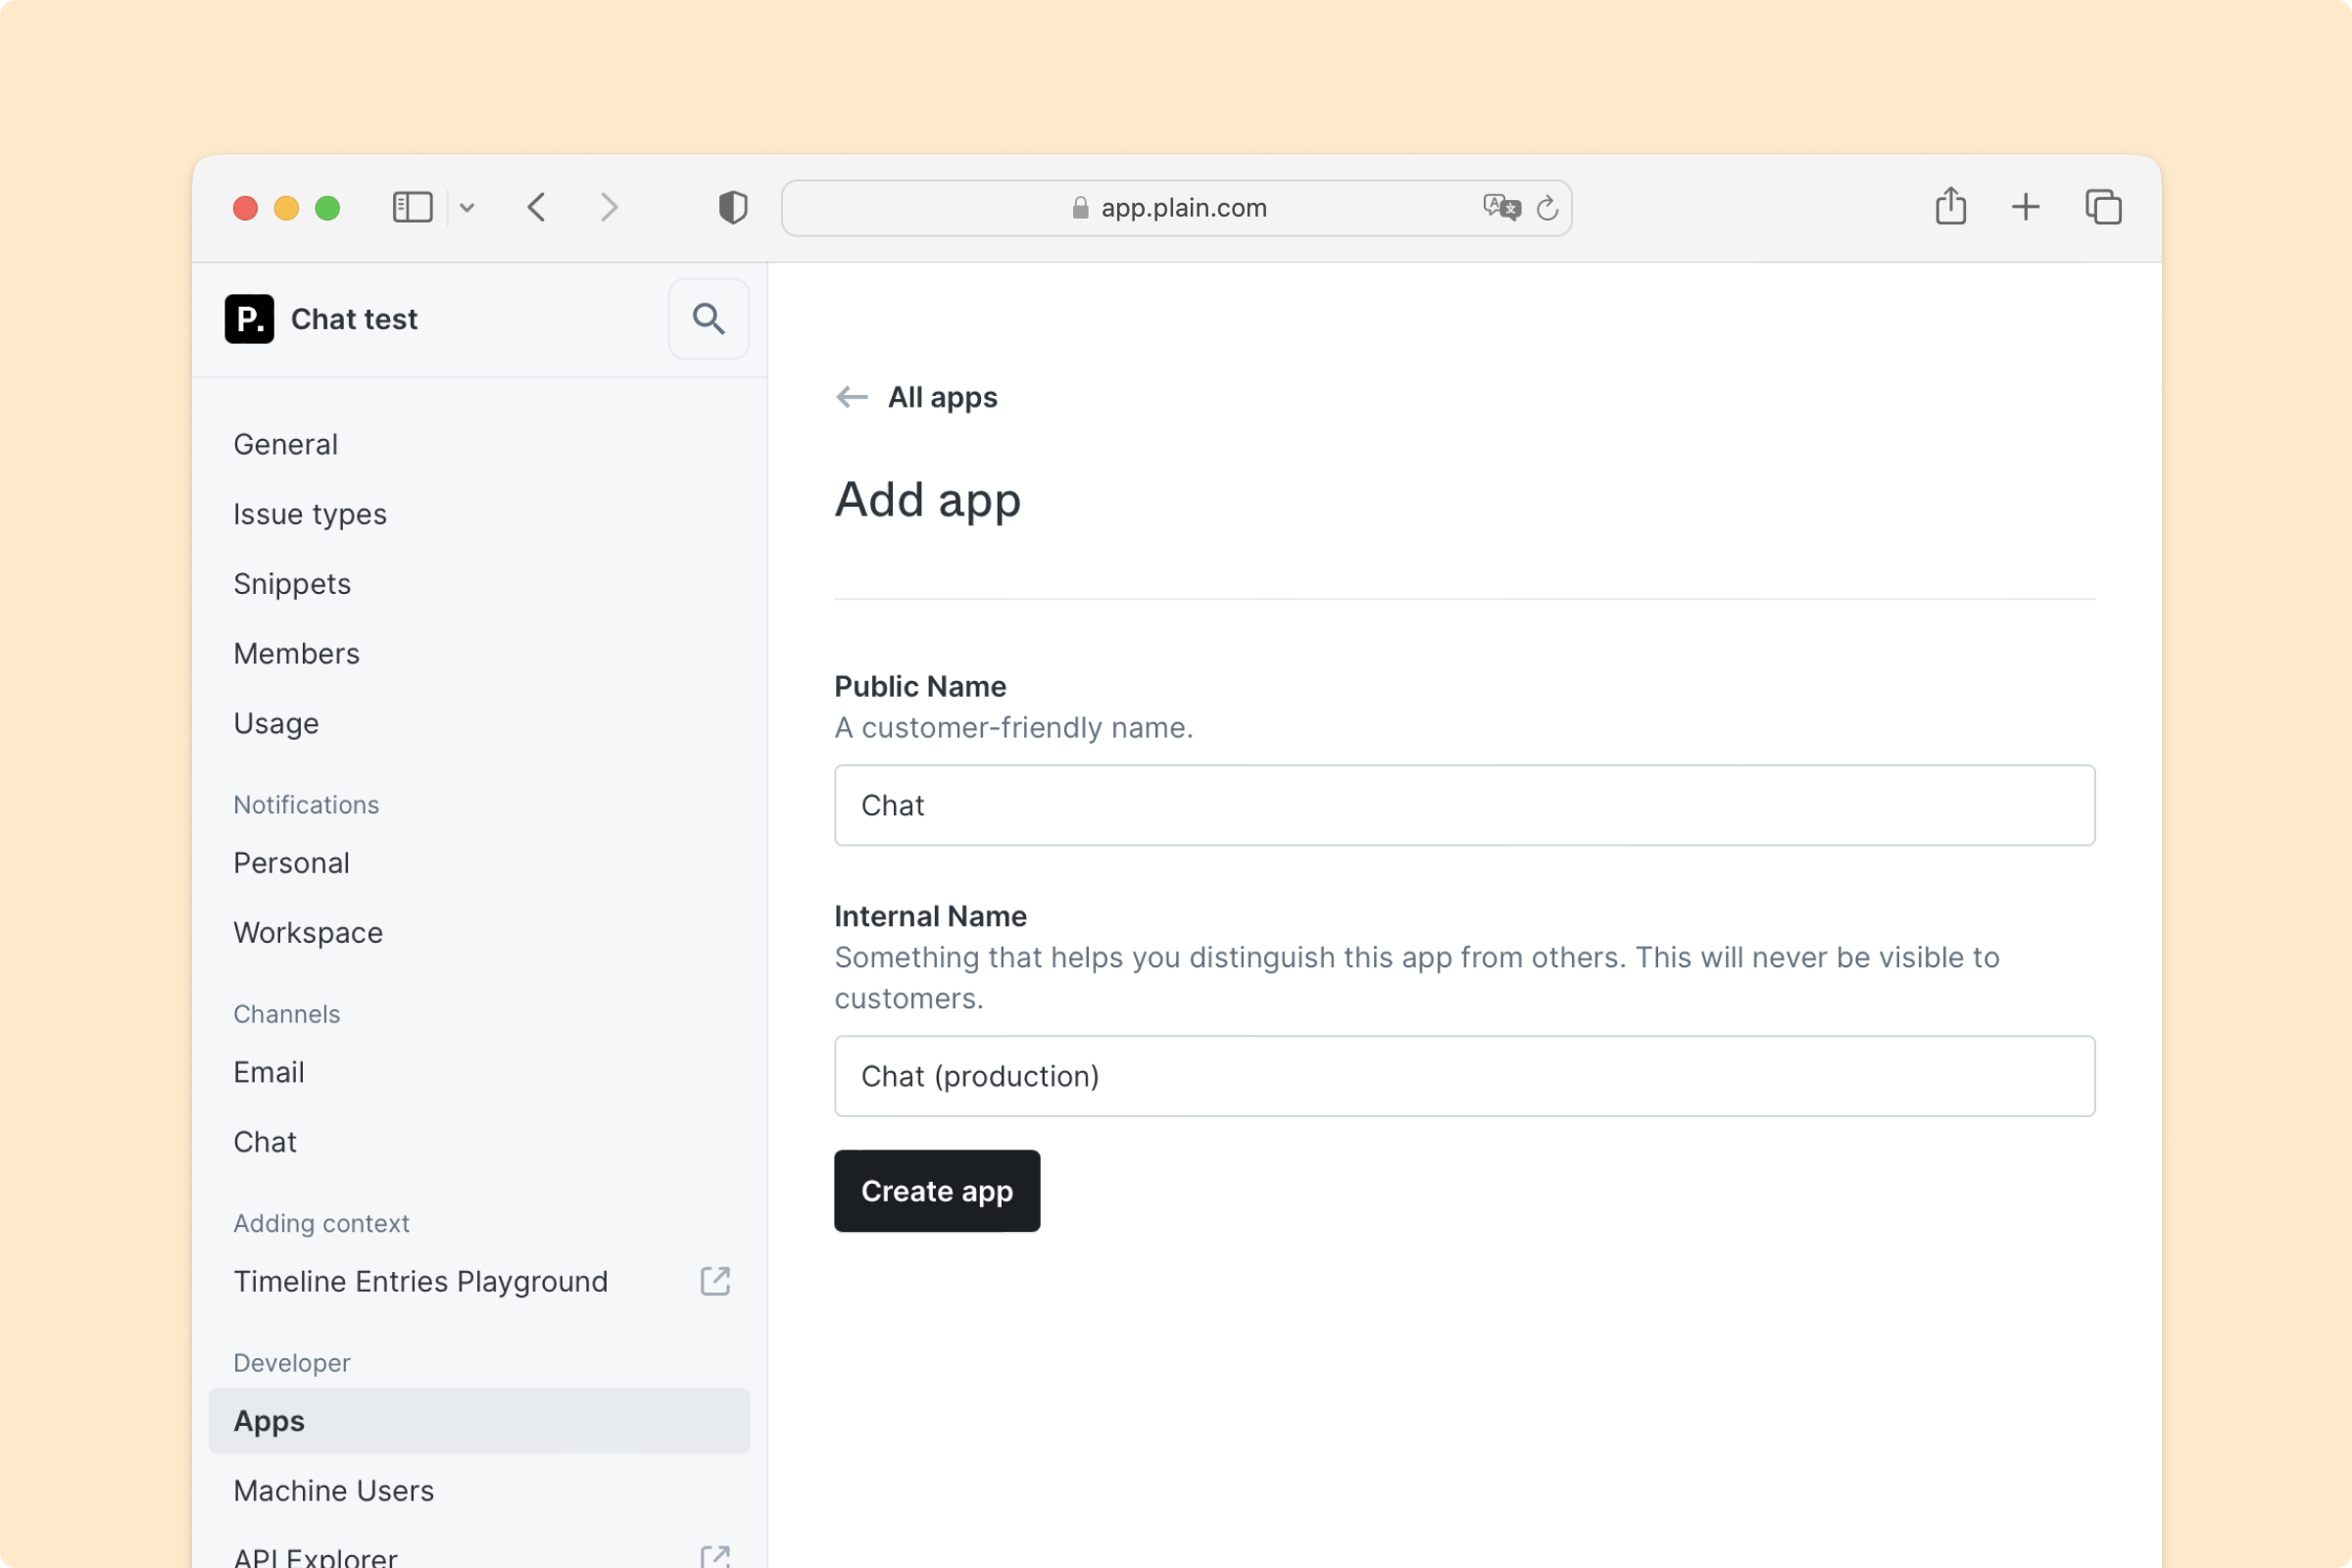 app.plain.com
P. Chat test
General
Issue types
Snippets
Members
Usage
Notifications
Personal
Workspace
Channels
Email
Chat
Adding context
Timeline Entries Playground
Developer
Apps
Machine Users
API Explorer
All apps
Add app
Public Name
A customer-friendly name.
Chat
Internal Name
Something that helps you distinguish this app from others. This will never be visible to
customers.
Chat (production)
Create app